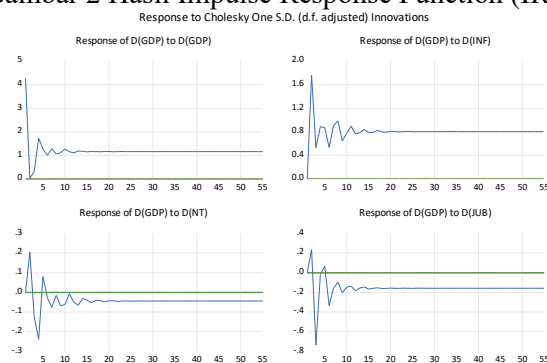 Response to Cholesky One S.D. (d.f. adjusted) Innovations
Response of D(GDP) to D(GDP)
5
4
3
2
1
0
5 10 15 20 25 30 35 40 45 50 55
Response of D(GDP) to D(INF)
2.0
1.6
1.2
0.8
0.4
0.0
5 10 15 20 25 30 35 40 45 50 55
Response of D(GDP) to D(NT)
.3
.2
.1
.0
-.1
-.2
-.3
5 10 15 20 25 30 35 40 45 50 55
Response of D(GDP) to D(JUB)
.4
.2
.0
-.2
-.4
-.6
-.8
5 10 15 20 25 30 35 40 45 50 55